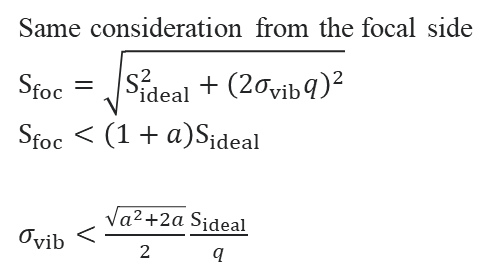 Same consideration from the focal side
S_foc = √(S²_ideal + (2σ_vib q)²)
S_foc < (1 + a)S_ideal
σ_vib < √(a²+2a)/2 S_ideal/q